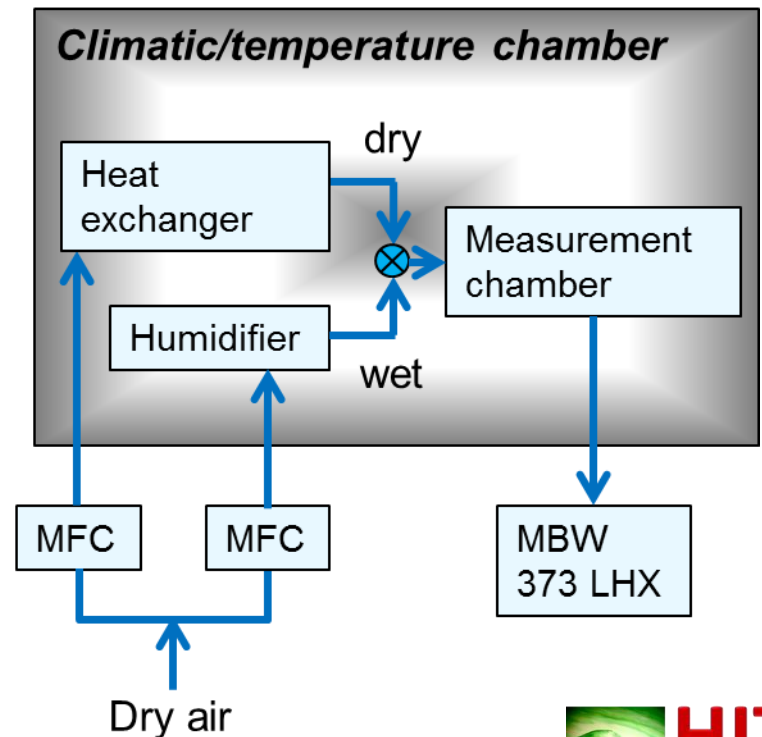 Climatic/temperature chamber
dry
Heat
exchanger
Measurement
chamber
Humidifier
wet
MFC
MFC
MBW
373 LHX
Dry air